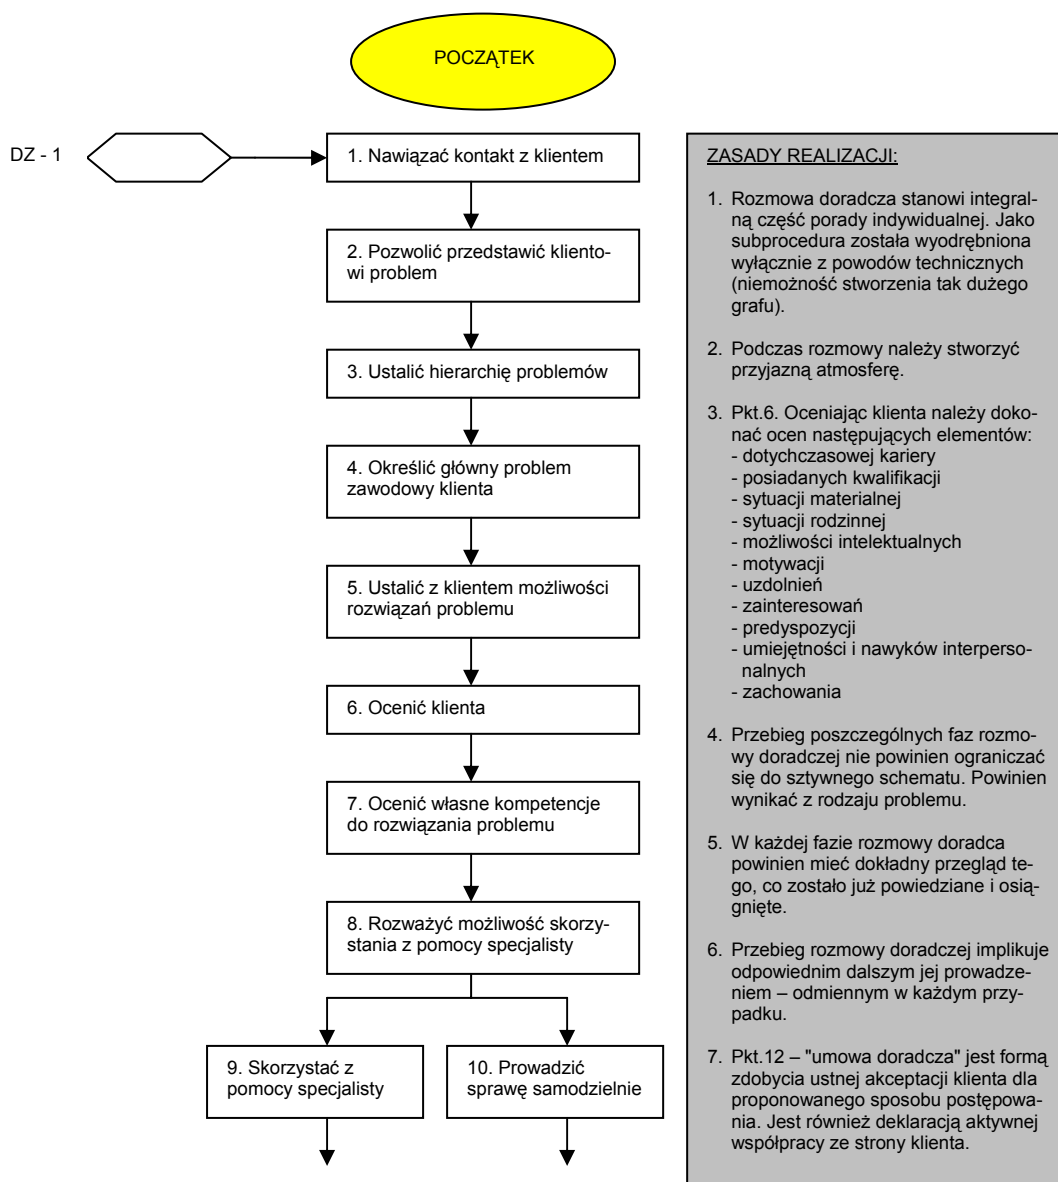 POCZĄTEK
DZ - 1
1. Nawiązać kontakt z klientem
2. Pozwolić przedstawić kliento-
wi problem
3. Ustalić hierarchię problemów
4. Określić główny problem
zawodowy klienta
5. Ustalić z klientem możliwości
rozwiązań problemu
6. Ocenić klienta
7. Ocenić własne kompetencje
do rozwiązania problemu
8. Rozważyć możliwość skorzy-
stania z pomocy specjalisty
9. Skorzystać z
pomocy specjalisty
10. Prowadzić
sprawę samodzielnie
ZASADY REALIZACJI:
1. Rozmowa doradcza stanowi integral-
ną część porady indywidualnej. Jako
subprocedura została wyodrębniona
wyłącznie z powodów technicznych
(niemożność stworzenia tak dużego
grafu).
2. Podczas rozmowy należy stworzyć
przyjazną atmosferę.
3. Pkt.6. Oceniając klienta należy doko-
nać ocen następujących elementów:
- dotychczasowej kariery
- posiadanych kwalifikacji
- sytuacji materialnej
- sytuacji rodzinnej
- możliwości intelektualnych
- motywacji
- uzdolnień
- zainteresowań
- predyspozycji
- umiejętności i nawyków interperso-
nalnych
- zachowania
4. Przebieg poszczególnych faz rozmo-
wy doradczej nie powinien ograniczać
się do sztywnego schematu. Powinien
wynikać z rodzaju problemu.
5. W każdej fazie rozmowy doradca
powinien mieć dokładny przegląd te-
go, co zostało już powiedziane i osią-
gnięte.
6. Przebieg rozmowy doradczej implikuje
odpowiednim dalszym jej prowadze-
niem – odmiennym w każdym przy-
padku.
7. Pkt.12 – "umowa doradcza" jest formą
zdobycia ustnej akceptacji klienta dla
proponowanego sposobu postępowa-
nia. Jest również deklaracją aktywnej
współpracy ze strony klienta.